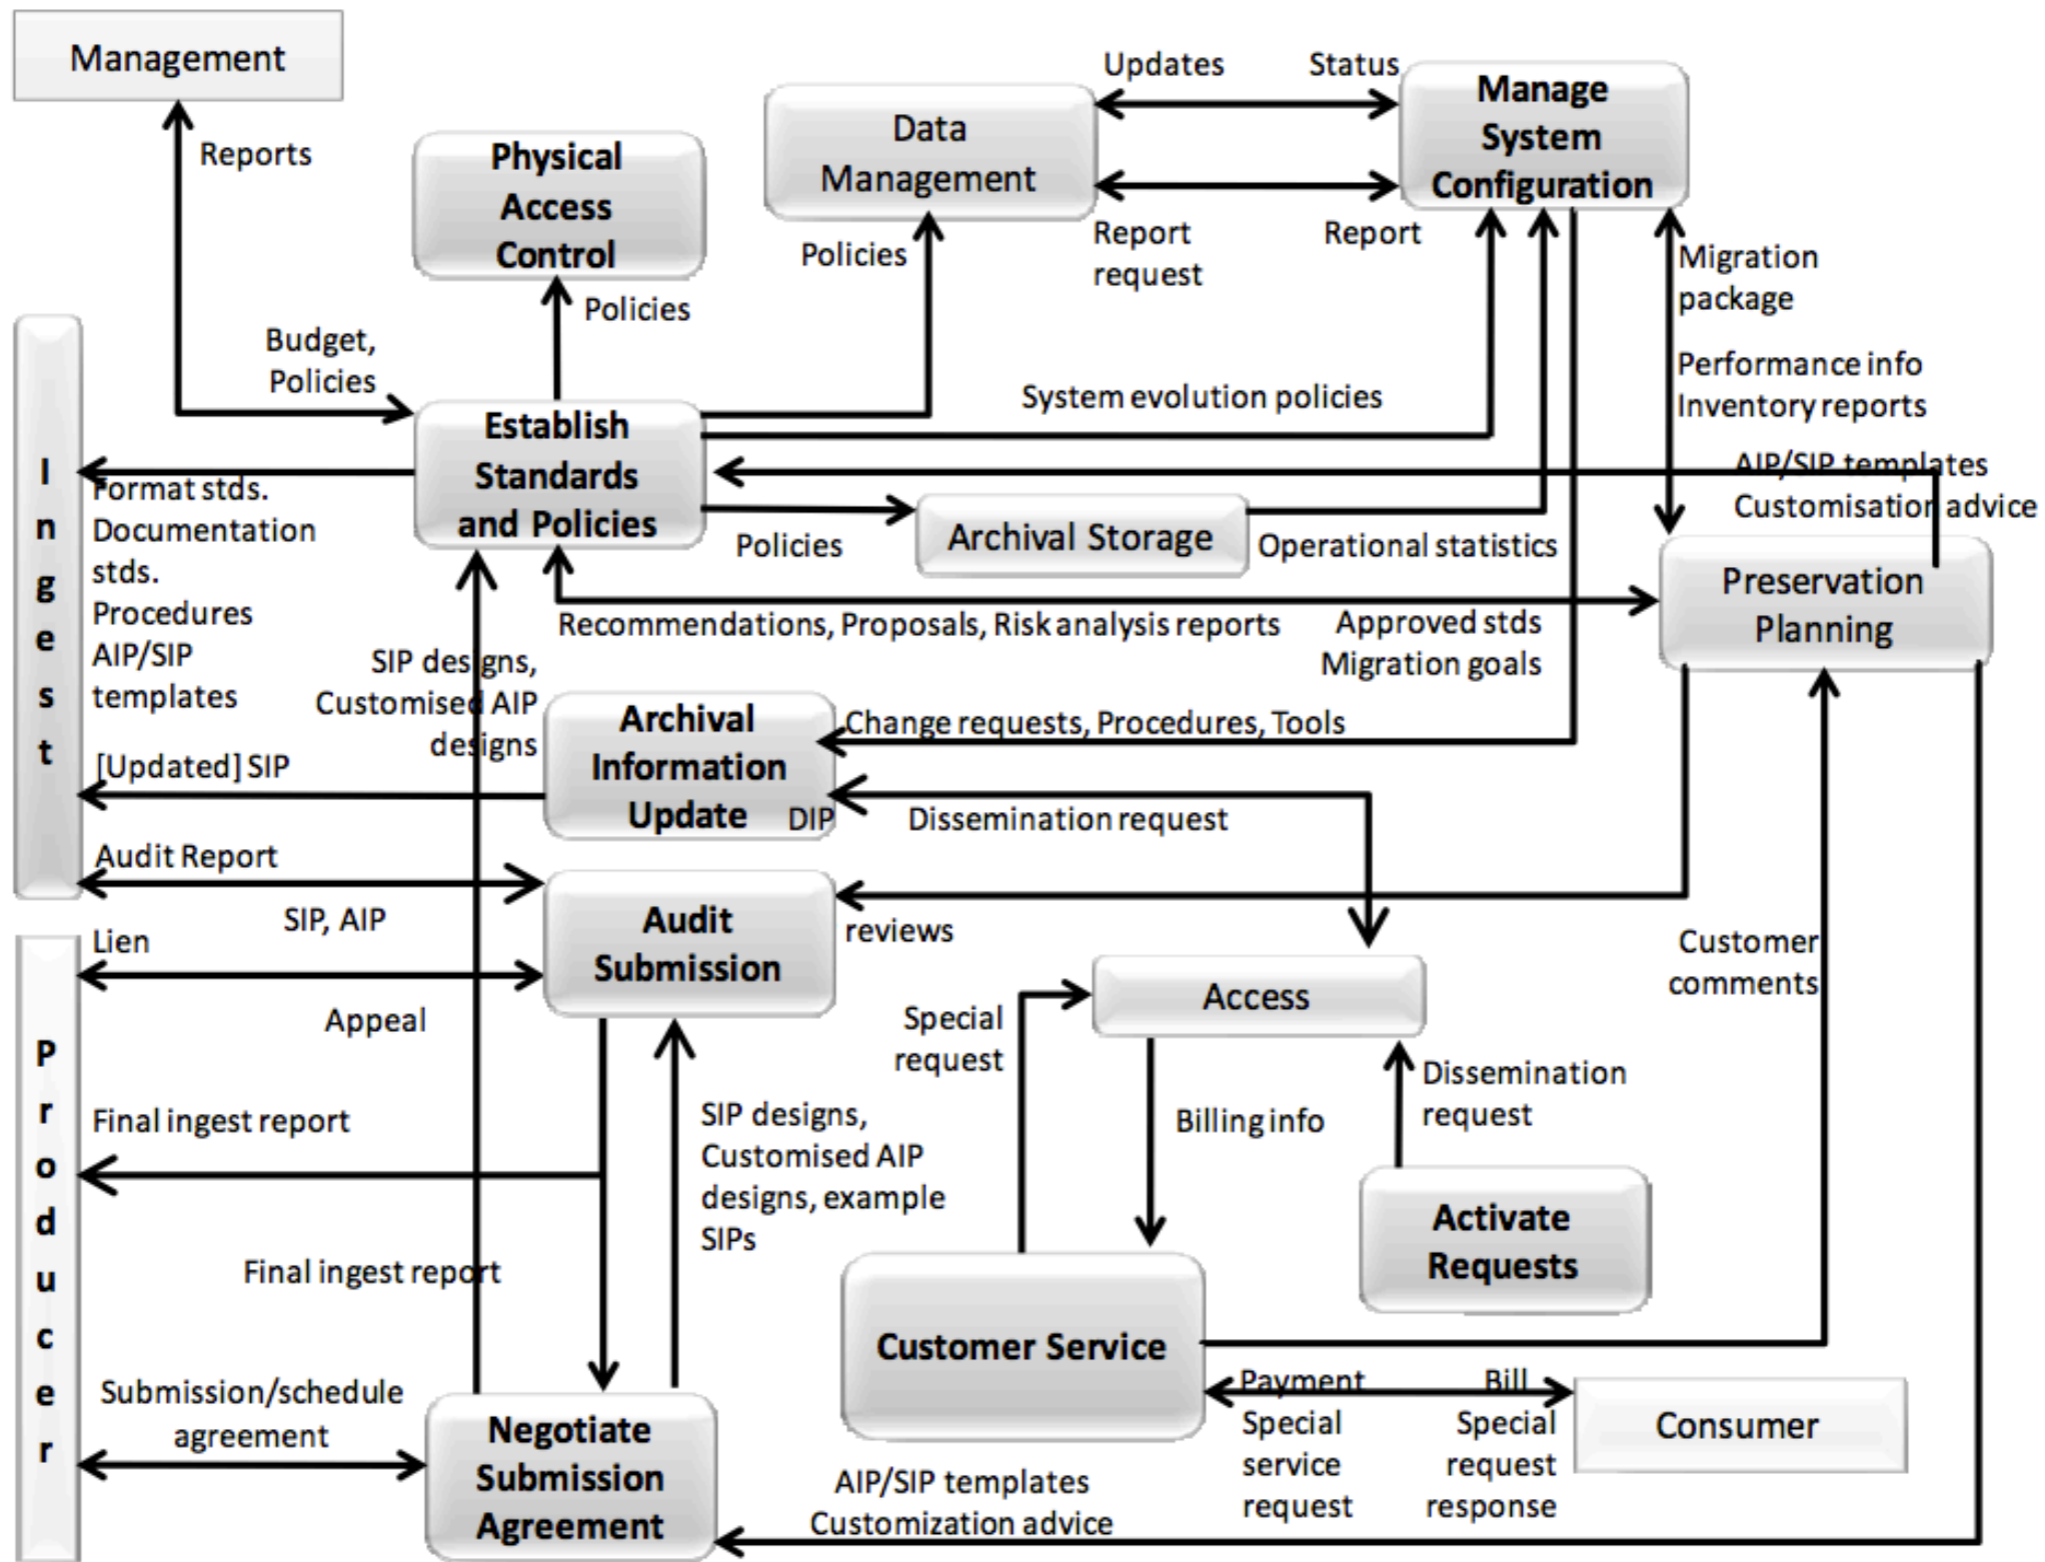 Management
Reports
Physical
Access
Control
Data
Management
Updates
Status
Manage
System
Configuration
Report
request
Report
Policies
Policies
Migration
package
Performance info
Inventory reports
Budget,
Policies
System evolution policies
Establish
Standards
and Policies
AIP/SIP templates
Customisation advice
Policies
Archival Storage
Operational statistics
Preservation
Planning
Ingest
Format stds.
Documentation
stds.
Procedures
AIP/SIP
templates
Recommendations, Proposals, Risk analysis reports
Approved stds
Migration goals
SIP designs,
Customised AIP
designs
Archival
Information
Update
DIP
Change requests, Procedures, Tools
Dissemination request
[Updated] SIP
Audit Report
SIP, AIP
Audit
Submission
reviews
Lien
Appeal
Producer
Access
Special
request
Customer
comments
Billing info
Dissemination
request
Final ingest report
SIP designs,
Customised AIP
designs, example
SIPs
Activate
Requests
Final ingest report
Customer Service
Payment
Special
service
request
Bill
Special
request
response
Consumer
Submission/schedule
agreement
Negotiate
Submission
Agreement
AIP/SIP templates
Customization advice